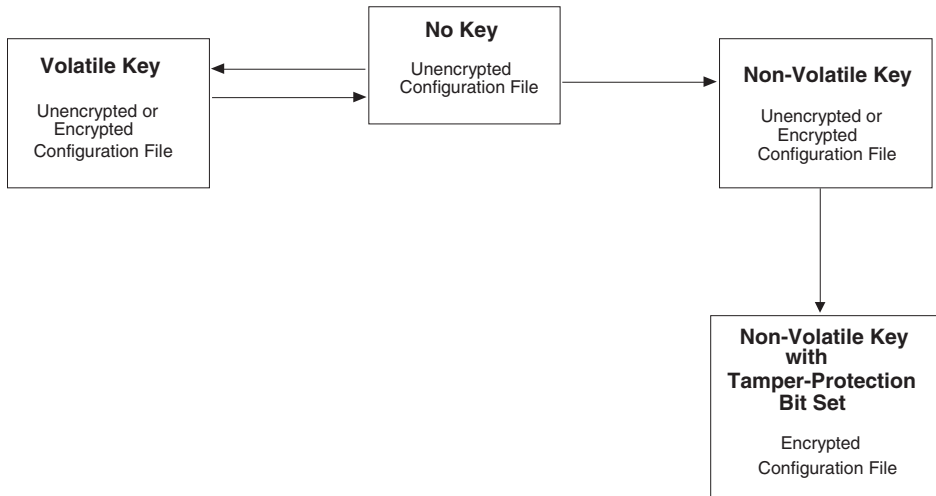 No Key
Unencrypted
Configuration File
Volatile Key
Unencrypted or
Encrypted
Configuration File
Non-Volatile Key
Unencrypted or
Encrypted
Configuration File
Non-Volatile Key
with
Tamper-Protection
Bit Set
Encrypted
Configuration File